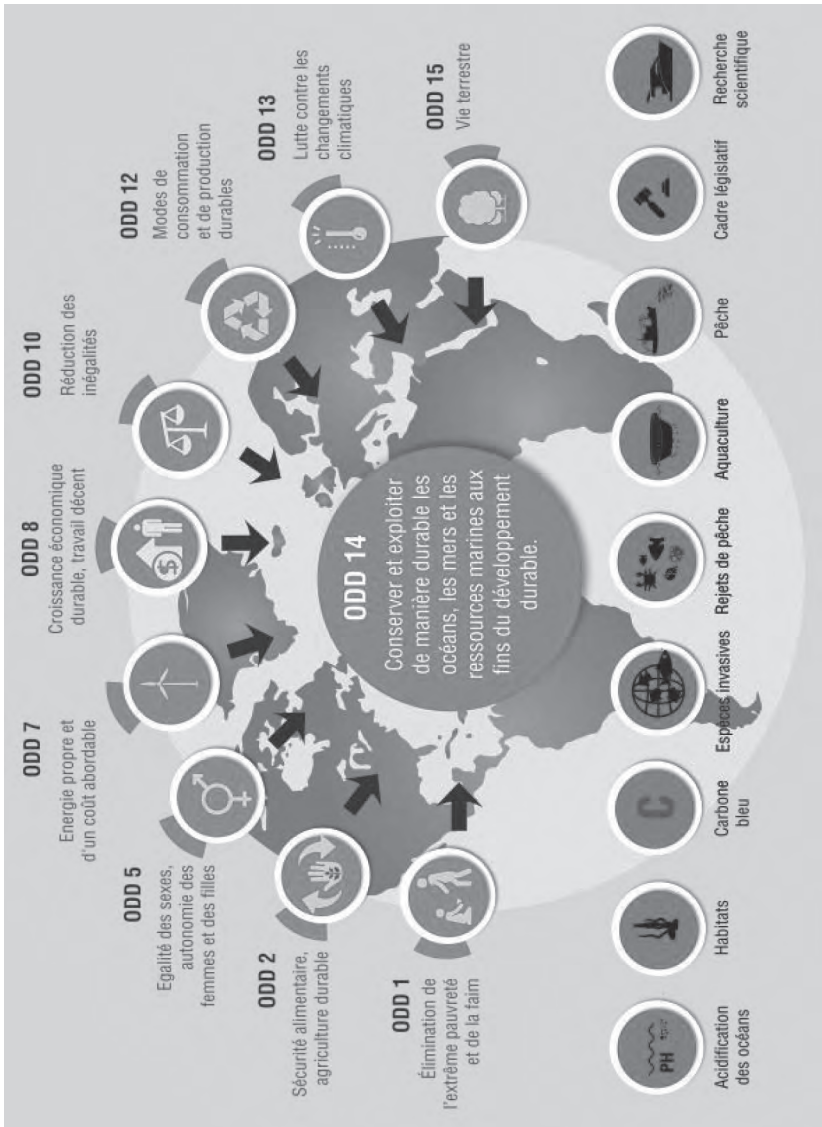 ODD 1
Élimination de
l'extrême pauvreté
et de la faim
ODD 2
Sécurité alimentaire,
agriculture durable
ODD 5
Egalité des sexes,
autonomie des
femmes et des filles
ODD 7
Energie propre et
d'un coût abordable
ODD 8
Croissance économique
durable, travail décent
ODD 10
Réduction des
inégalités
ODD 12
Modes de
consommation
et de production
durables
ODD 13
Lutte contre les
changements
climatiques
ODD 15
Vie terrestre
$
ODD 14
Conserver et exploiter
de manière durable les
océans, les mers et les
ressources marines aux
fins du développement
durable.
PH
C
Acidification
des océans
Habitats
Carbone
bleu
Espèces invasives
Rejets de pêche
Aquaculture
Pêche
Cadre législatif
Recherche
scientifique